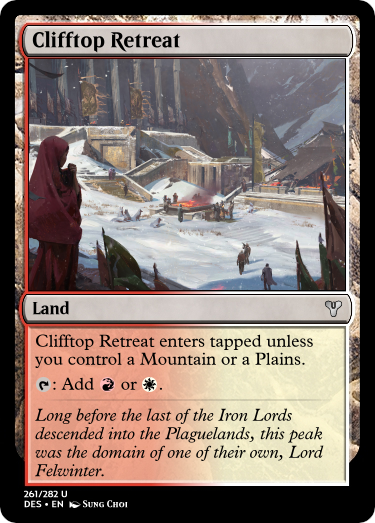 Clifftop Retreat
Land
Clifftop Retreat enters tapped unless
you control a Mountain or a Plains.
: Add or .
Long before the last of the Iron Lords
descended into the Plaguelands, this peak
was the domain of one of their own, Lord
Felwinter.
261/282 U
DES • EN Sung Choi